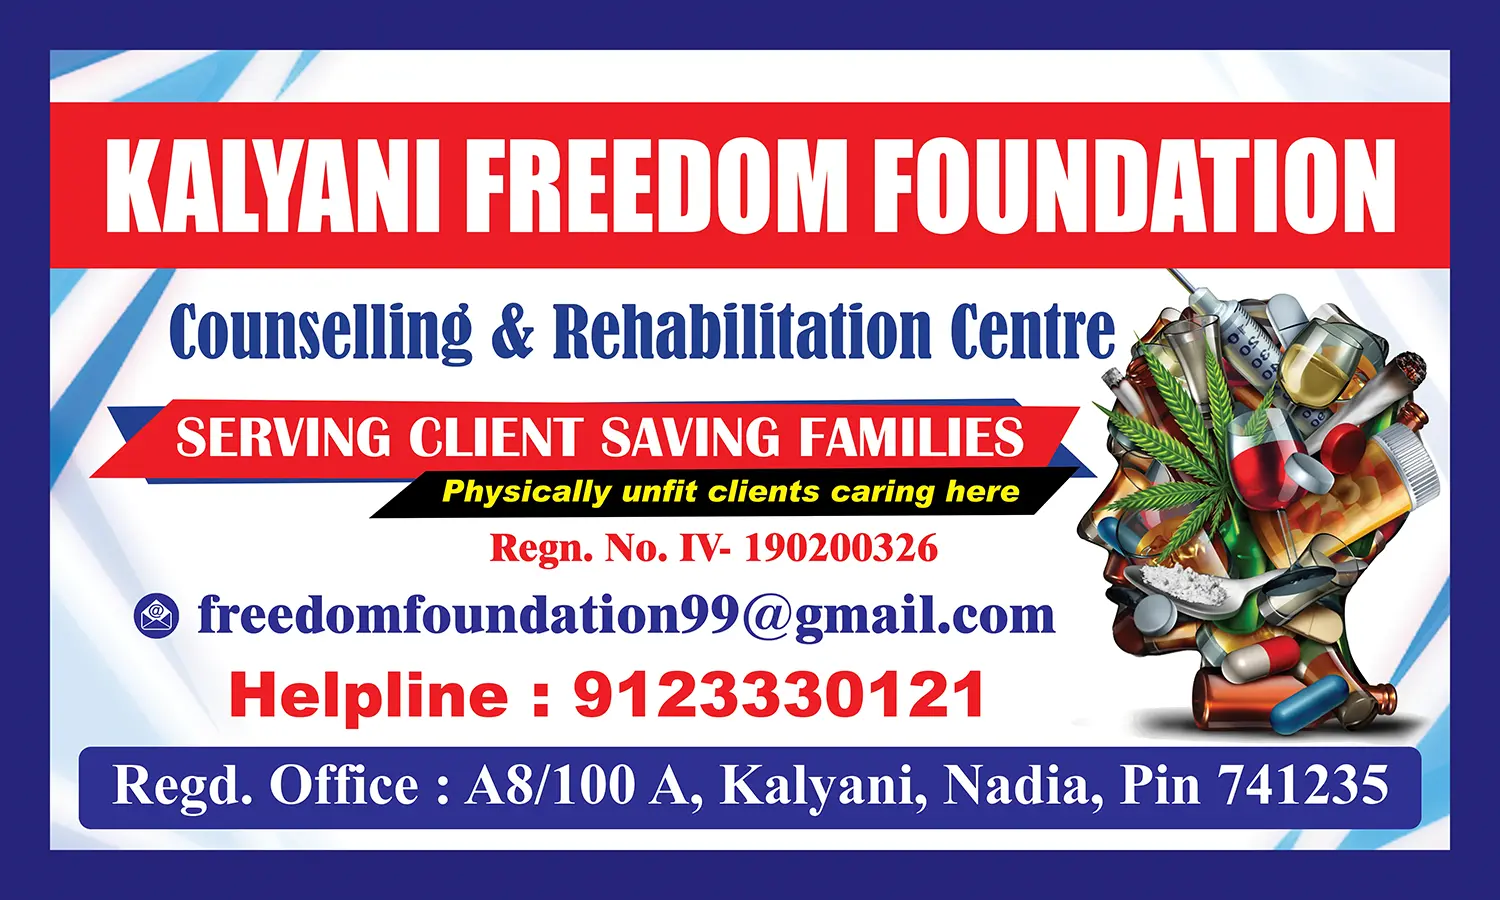 KALYANI FREEDOM FOUNDATION
Counselling & Rehabilitation Centre
SERVING CLIENT SAVING FAMILIES
Physically unfit clients caring here
Regn. No. IV- 190200326
freedomfoundation99@gmail.com
Helpline : 9123330121
Regd. Office : A8/100 A, Kalyani, Nadia, Pin 741235